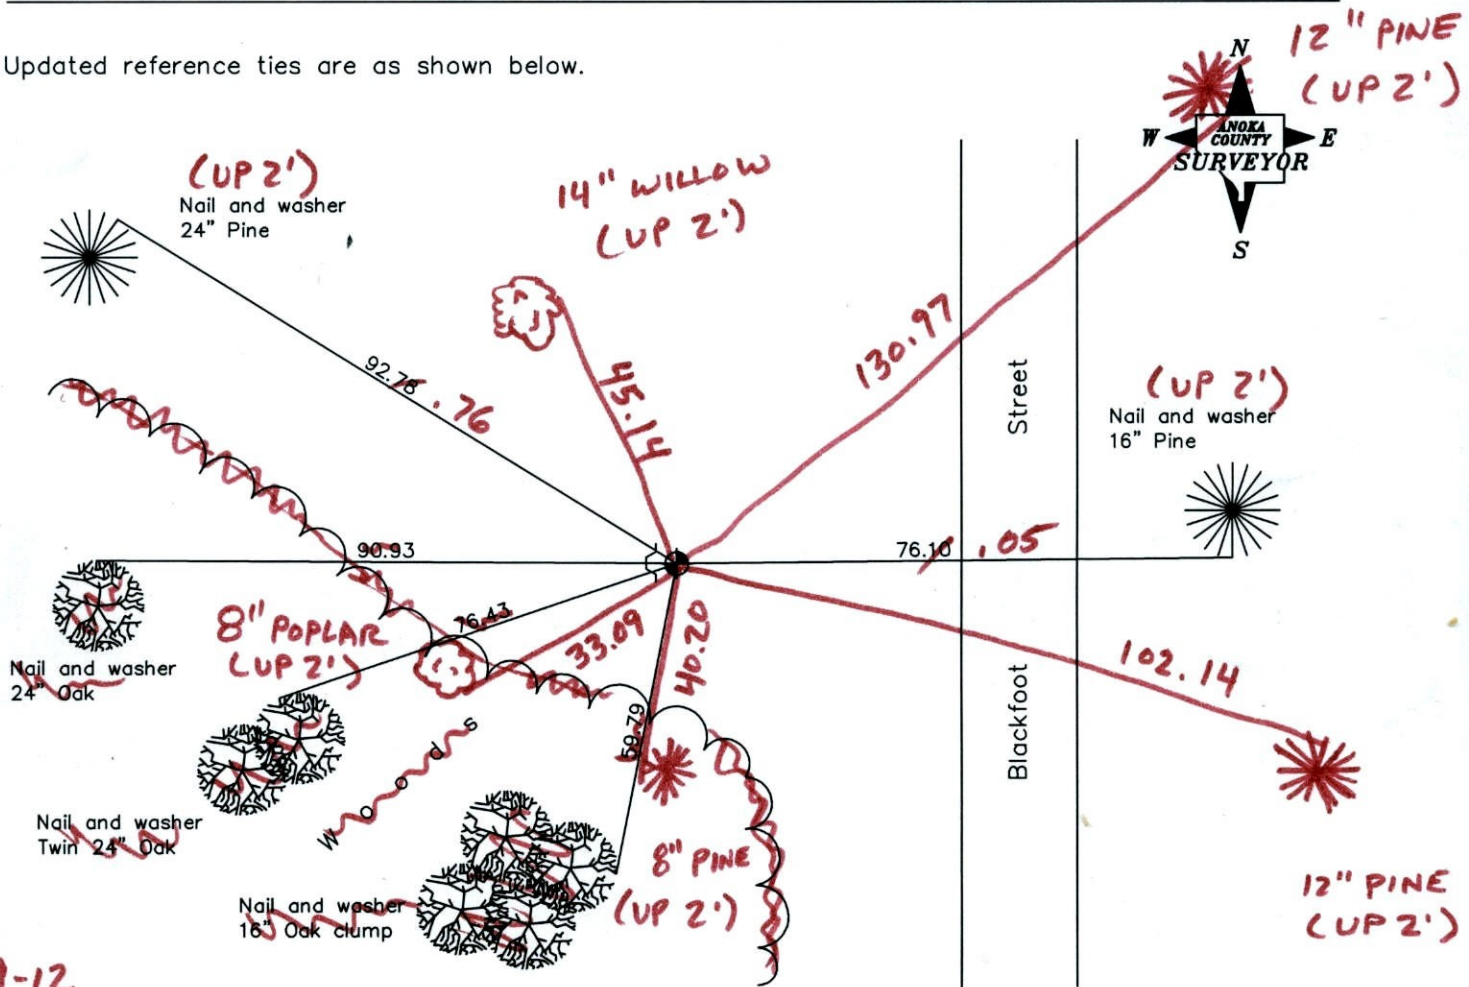 12" PINE
(UP 2')
Updated reference ties are as shown below.
N
W
ANOKA
COUNTY
E
SURVEYOR
S
(UP 2')
Nail and washer
24" Pine
14" WILLOW
(UP 2')
130.97
92.78 .76
45.14
Street
(UP 2')
Nail and washer
16" Pine
90.93
76.10 .05
76.43
8" POPLAR
(UP 2')
33.09
40.20
102.14
Nail and washer
24" Oak
Blackfoot
59.79
Woods
Nail and washer
Twin 24" Oak
8" PINE
(UP 2')
12" PINE
(UP 2')
Nail and washer
16" Oak clump
-12